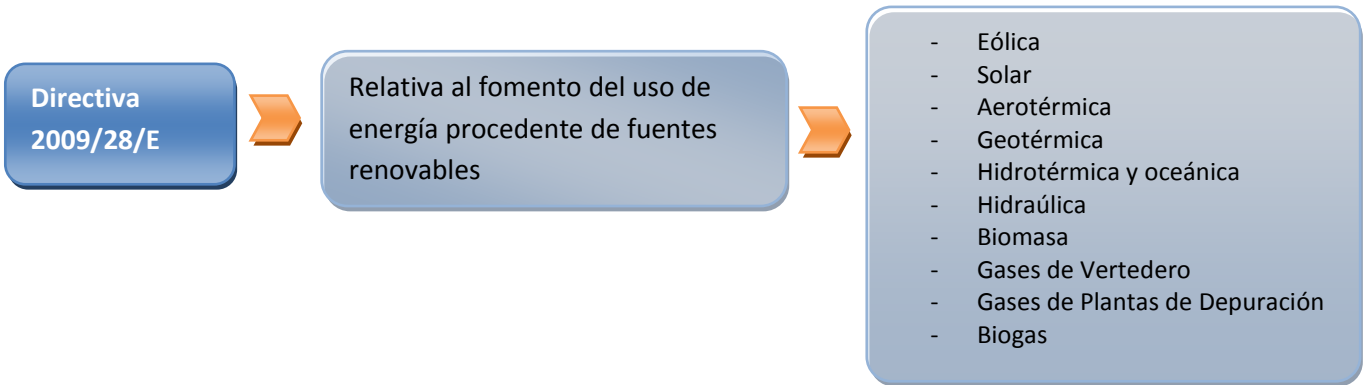 Directiva
2009/28/E
Relativa al fomento del uso de
energía procedente de fuentes
renovables
- Eólica
- Solar
- Aerotérmica
- Geotérmica
- Hidrotérmica y oceánica
- Hidraúlica
- Biomasa
- Gases de Vertedero
- Gases de Plantas de Depuración
- Biogas